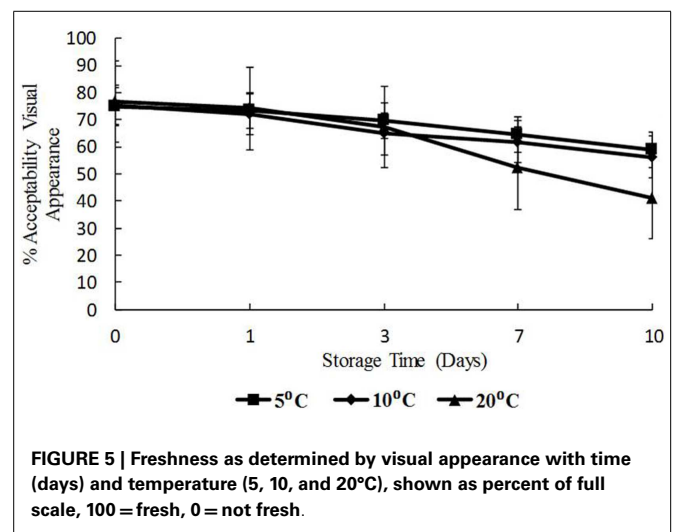 100
90
80
70
60
50
40
30
20
10
0
% Acceptability Visual
Appearance
0 1 3 7 10
Storage Time (Days)
5⁰C 10⁰C 20⁰C
FIGURE 5 | Freshness as determined by visual appearance with time
(days) and temperature (5, 10, and 20°C), shown as percent of full
scale, 100 = fresh, 0 = not fresh.